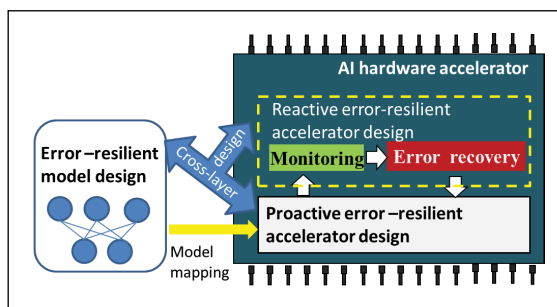 AI hardware accelerator
Reactive error-resilient
accelerator design
Monitoring
Error recovery
Error –resilient
model design
Cross-layer
design
Proactive error –resilient
accelerator design
Model
mapping